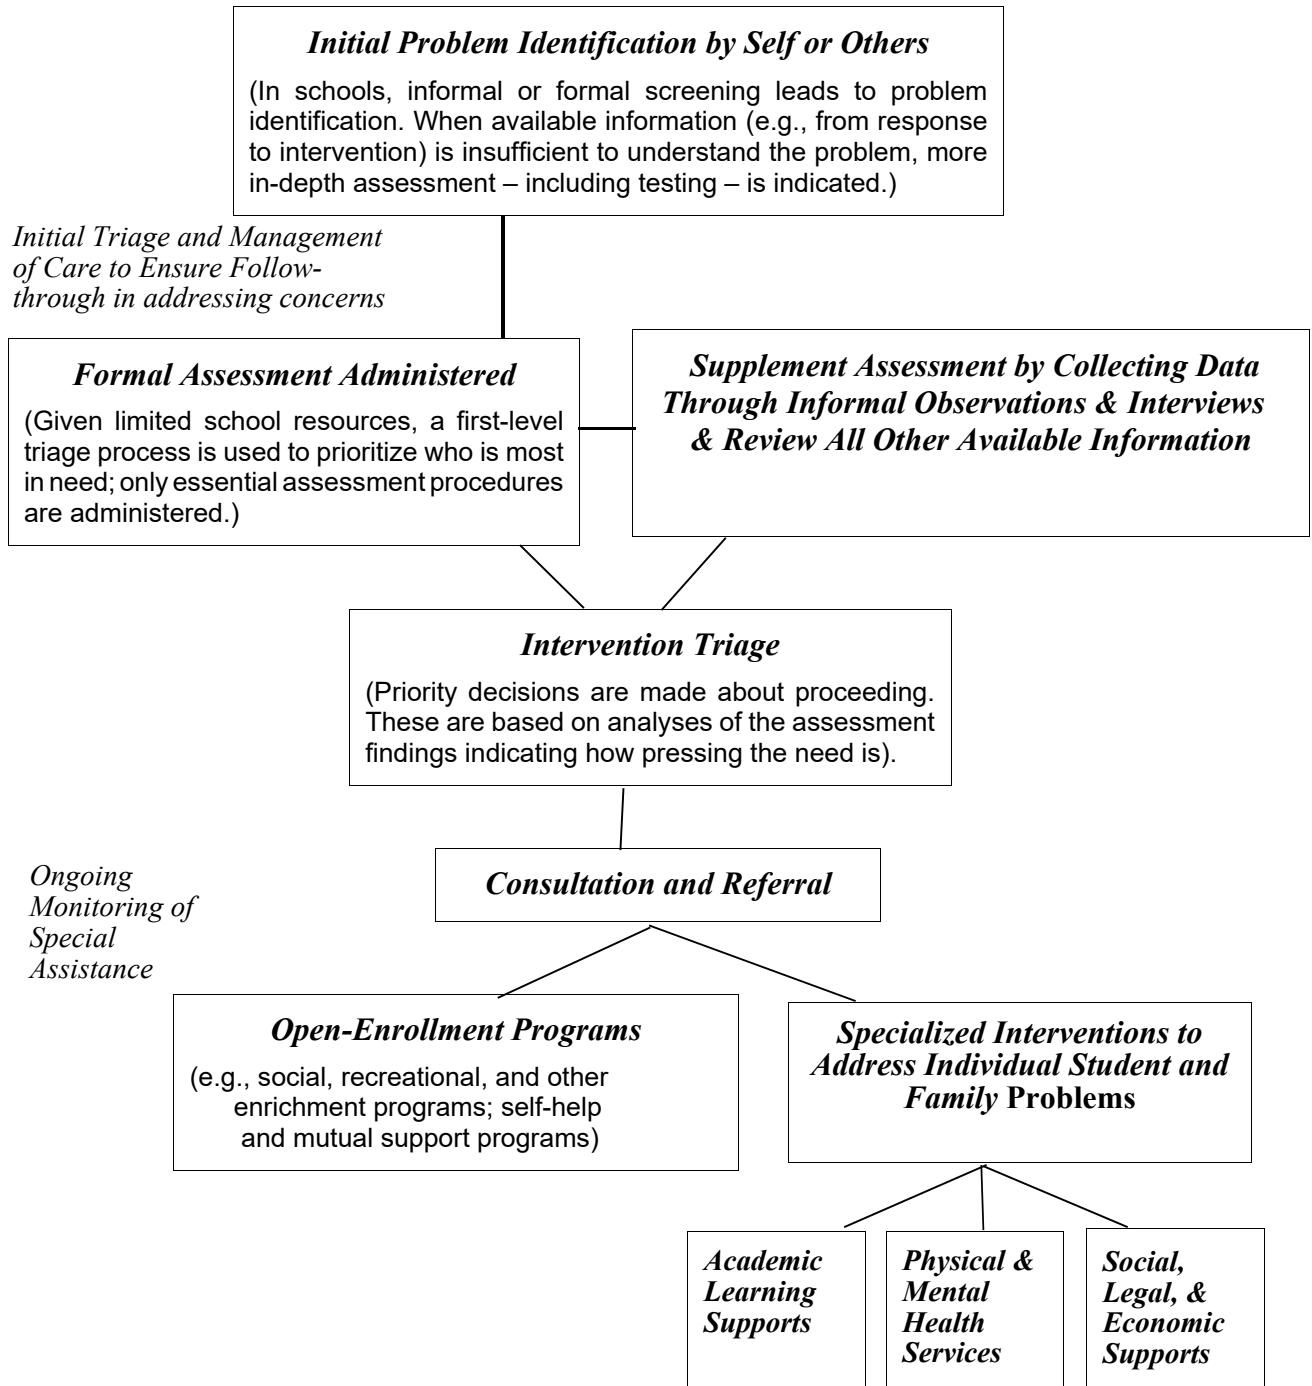 Initial Problem Identification by Self or Others
(In schools, informal or formal screening leads to problem
identification. When available information (e.g., from response
to intervention) is insufficient to understand the problem, more
in-depth assessment – including testing – is indicated.)
Initial Triage and Management
of Care to Ensure Follow-
through in addressing concerns
Formal Assessment Administered
(Given limited school resources, a first-level
triage process is used to prioritize who is most
in need; only essential assessment procedures
are administered.)
Supplement Assessment by Collecting Data
Through Informal Observations & Interviews
& Review All Other Available Information
Intervention Triage
(Priority decisions are made about proceeding.
These are based on analyses of the assessment
findings indicating how pressing the need is).
Consultation and Referral
Ongoing
Monitoring of
Special
Assistance
Open-Enrollment Programs
(e.g., social, recreational, and other
enrichment programs; self-help
and mutual support programs)
Specialized Interventions to
Address Individual Student and
Family Problems
Academic
Learning
Supports
Physical &
Mental
Health
Services
Social,
Legal, &
Economic
Supports